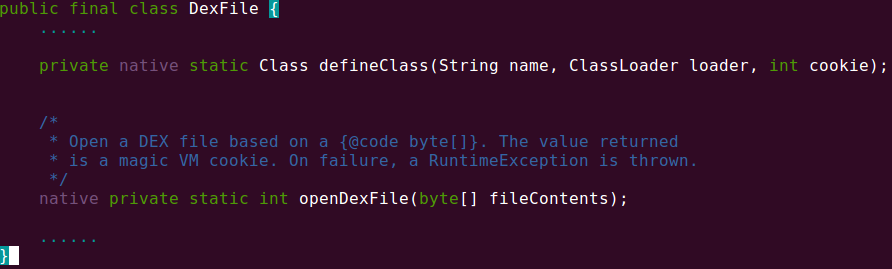 public final class DexFile {
......
private native static Class defineClass(String name, ClassLoader loader, int cookie);
/*
* Open a DEX file based on a {@code byte[]}. The value returned
* is a magic VM cookie. On failure, a RuntimeException is thrown.
*/
native private static int openDexFile(byte[] fileContents);
......
}